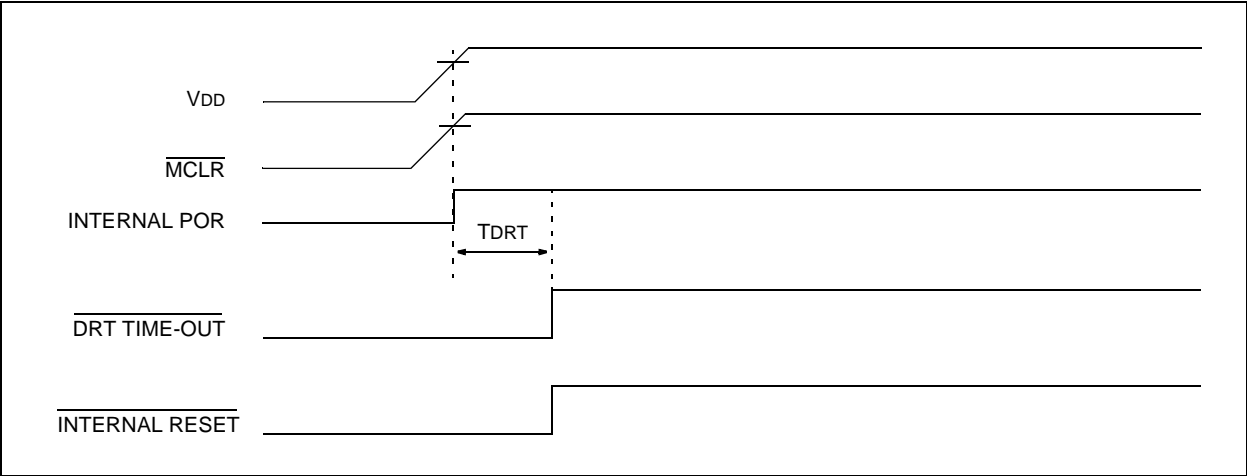 VDD
MCLR
INTERNAL POR
TDRT
DRT TIME-OUT
INTERNAL RESET